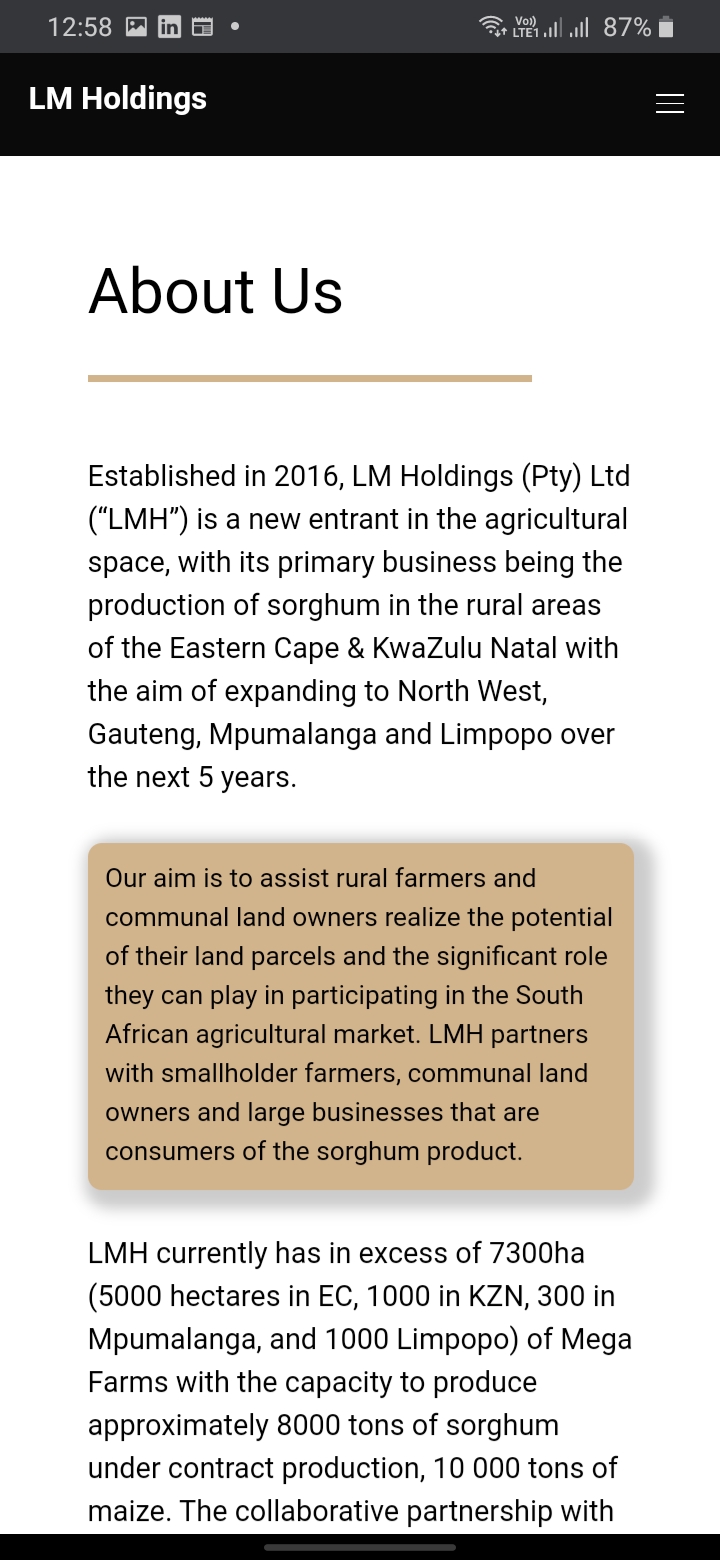 12:58
Vo)) LTE1 87%
LM Holdings
About Us
Established in 2016, LM Holdings (Pty) Ltd
(“LMH”) is a new entrant in the agricultural
space, with its primary business being the
production of sorghum in the rural areas
of the Eastern Cape & KwaZulu Natal with
the aim of expanding to North West,
Gauteng, Mpumalanga and Limpopo over
the next 5 years.
Our aim is to assist rural farmers and
communal land owners realize the potential
of their land parcels and the significant role
they can play in participating in the South
African agricultural market. LMH partners
with smallholder farmers, communal land
owners and large businesses that are
consumers of the sorghum product.
LMH currently has in excess of 7300ha
(5000 hectares in EC, 1000 in KZN, 300 in
Mpumalanga, and 1000 Limpopo) of Mega
Farms with the capacity to produce
approximately 8000 tons of sorghum
under contract production, 10 000 tons of
maize. The collaborative partnership with